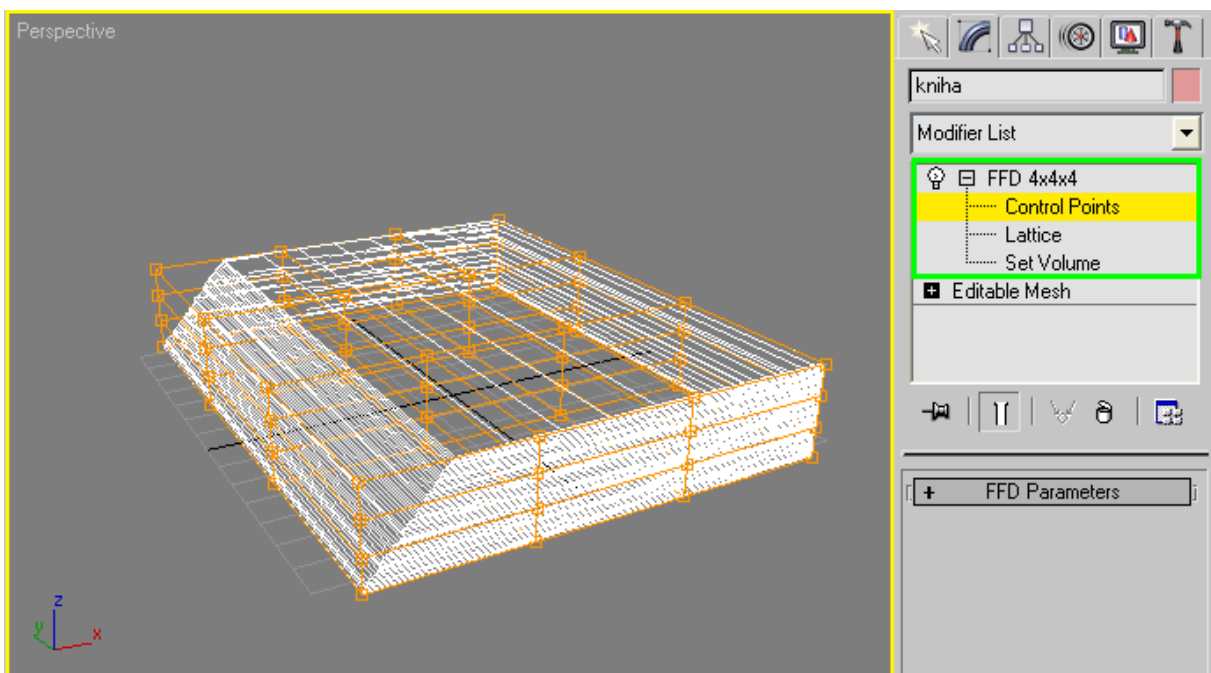 Perspective
kniha
Modifier List
FFD 4x4x4
Control Points
Lattice
Set Volume
Editable Mesh
+ FFD Parameters
z
y
x